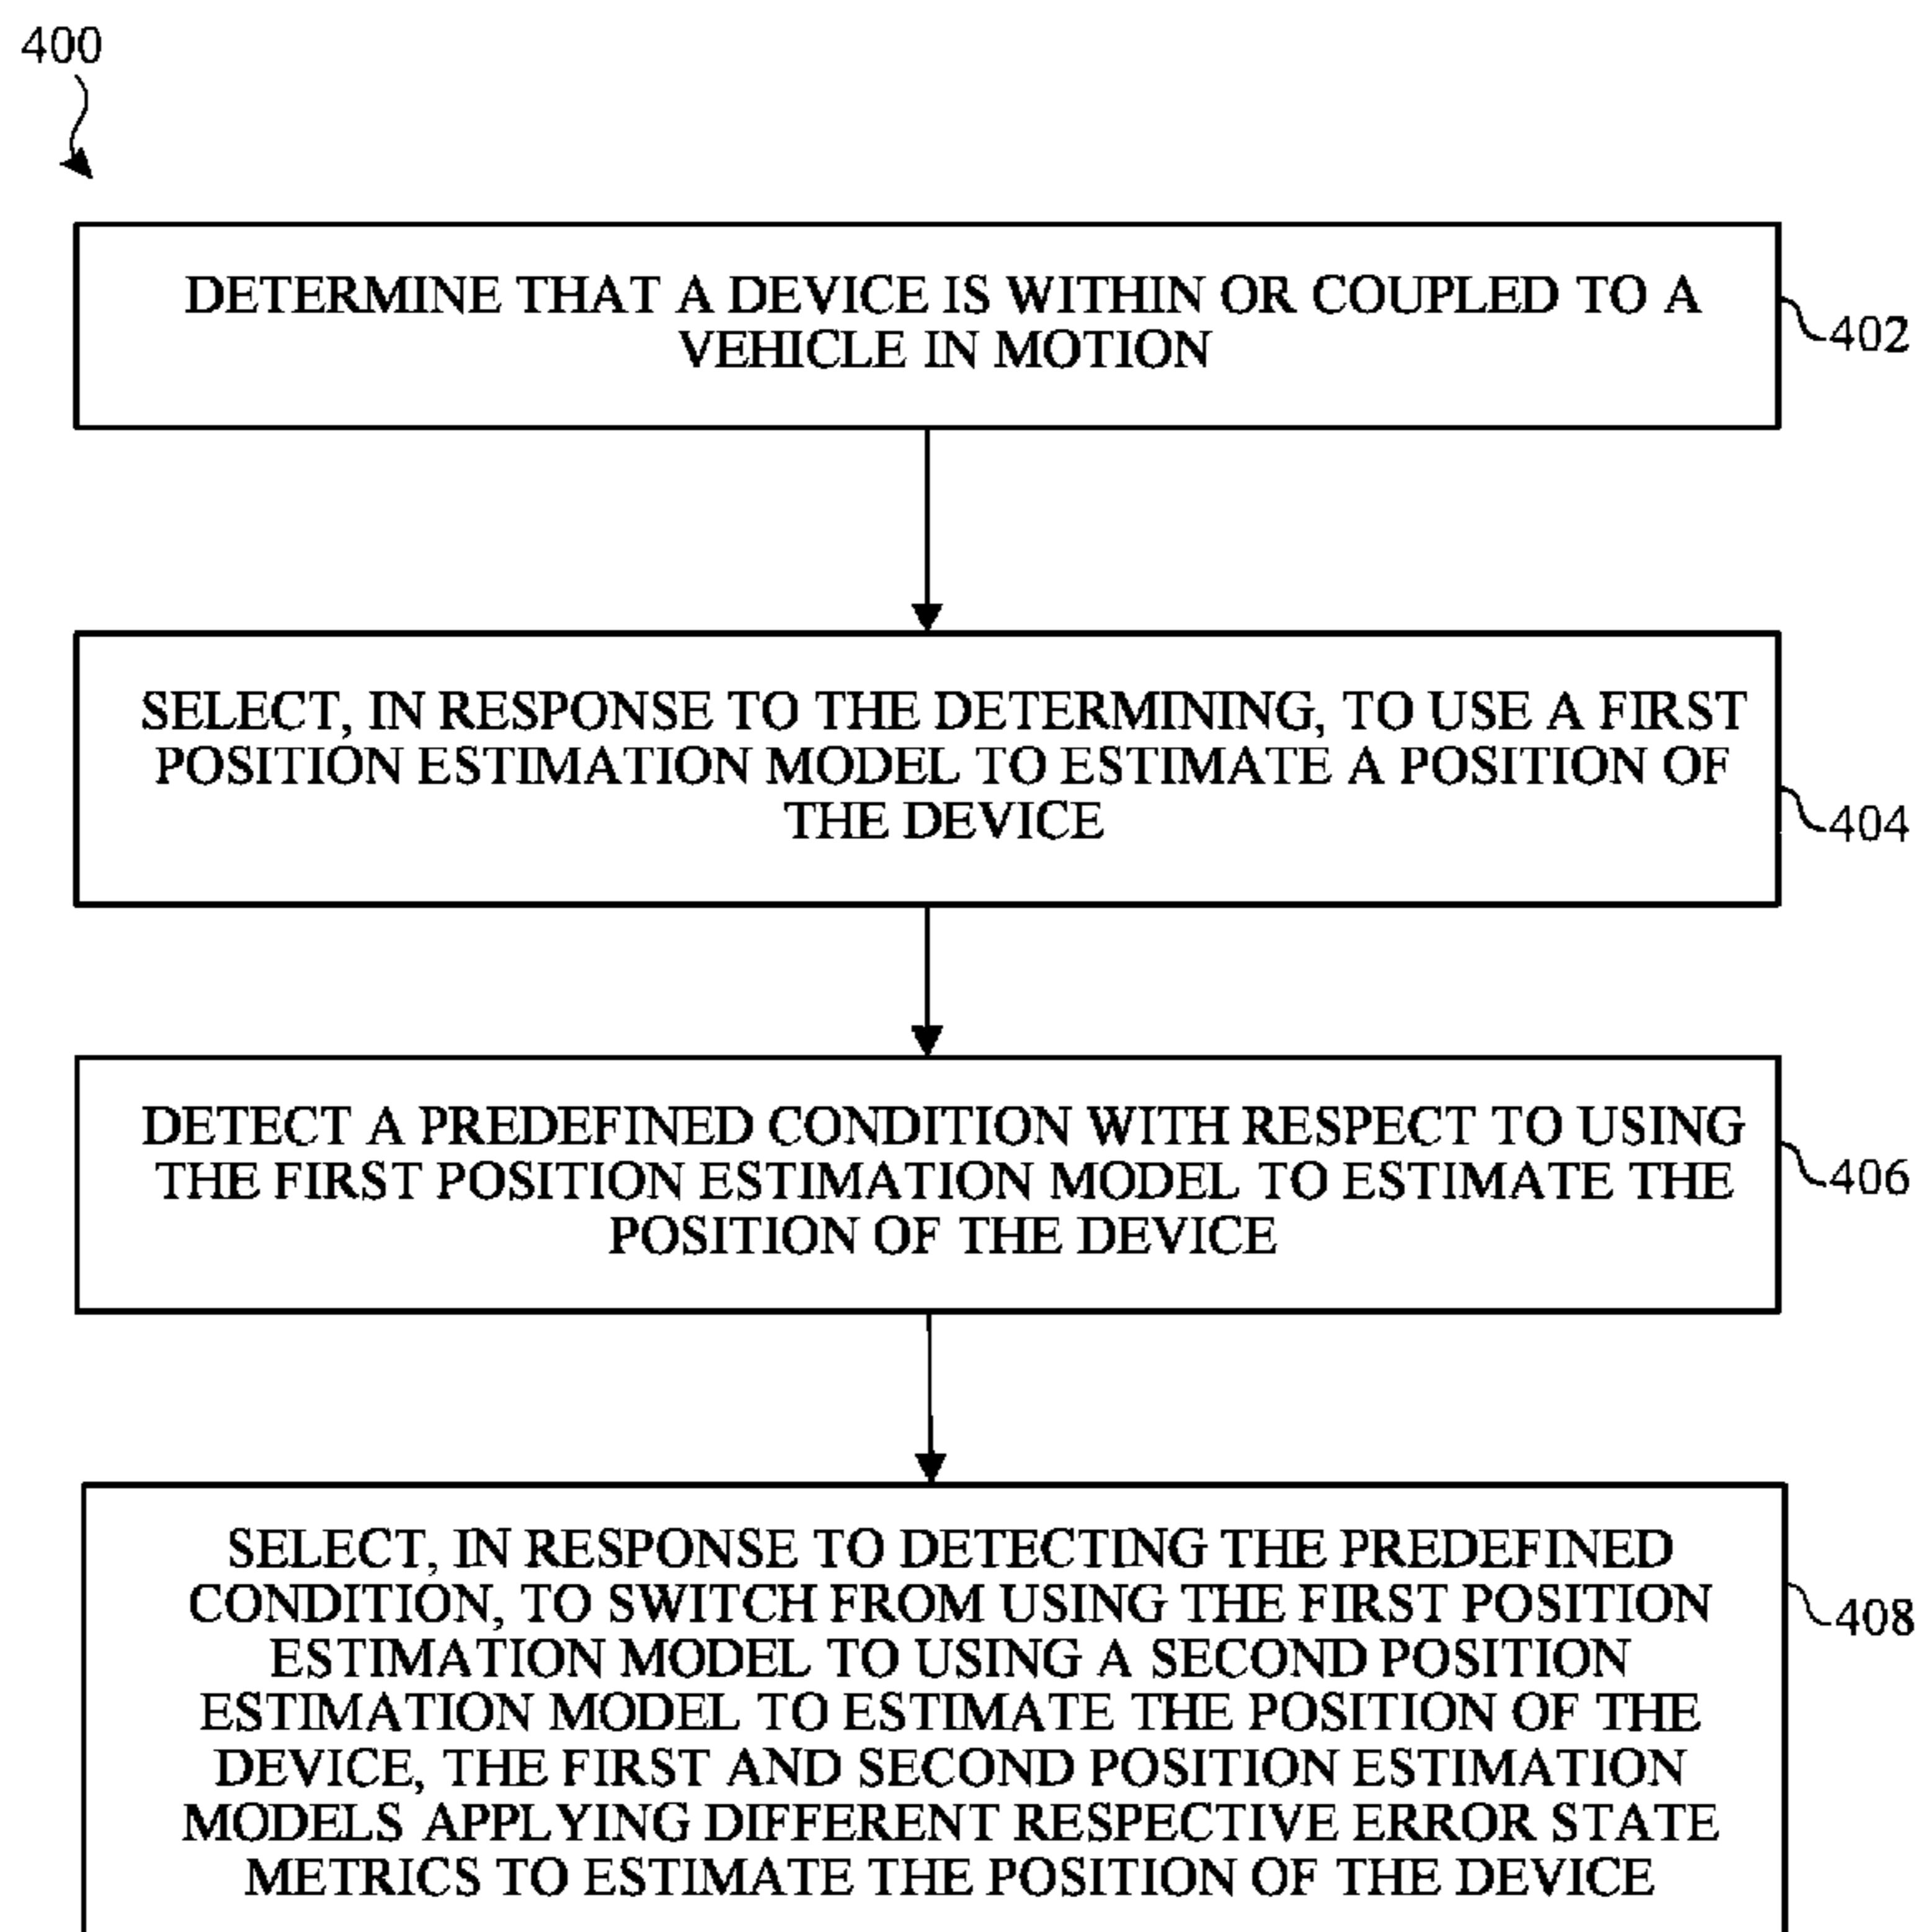 400
DETERMINE THAT A DEVICE IS WITHIN OR COUPLED TO A
VEHICLE IN MOTION
402
SELECT, IN RESPONSE TO THE DETERMINING, TO USE A FIRST
POSITION ESTIMATION MODEL TO ESTIMATE A POSITION OF
THE DEVICE
404
DETECT A PREDEFINED CONDITION WITH RESPECT TO USING
THE FIRST POSITION ESTIMATION MODEL TO ESTIMATE THE
POSITION OF THE DEVICE
406
SELECT, IN RESPONSE TO DETECTING THE PREDEFINED
CONDITION, TO SWITCH FROM USING THE FIRST POSITION
ESTIMATION MODEL TO USING A SECOND POSITION
ESTIMATION MODEL TO ESTIMATE THE POSITION OF THE
DEVICE, THE FIRST AND SECOND POSITION ESTIMATION
MODELS APPLYING DIFFERENT RESPECTIVE ERROR STATE
METRICS TO ESTIMATE THE POSITION OF THE DEVICE
408